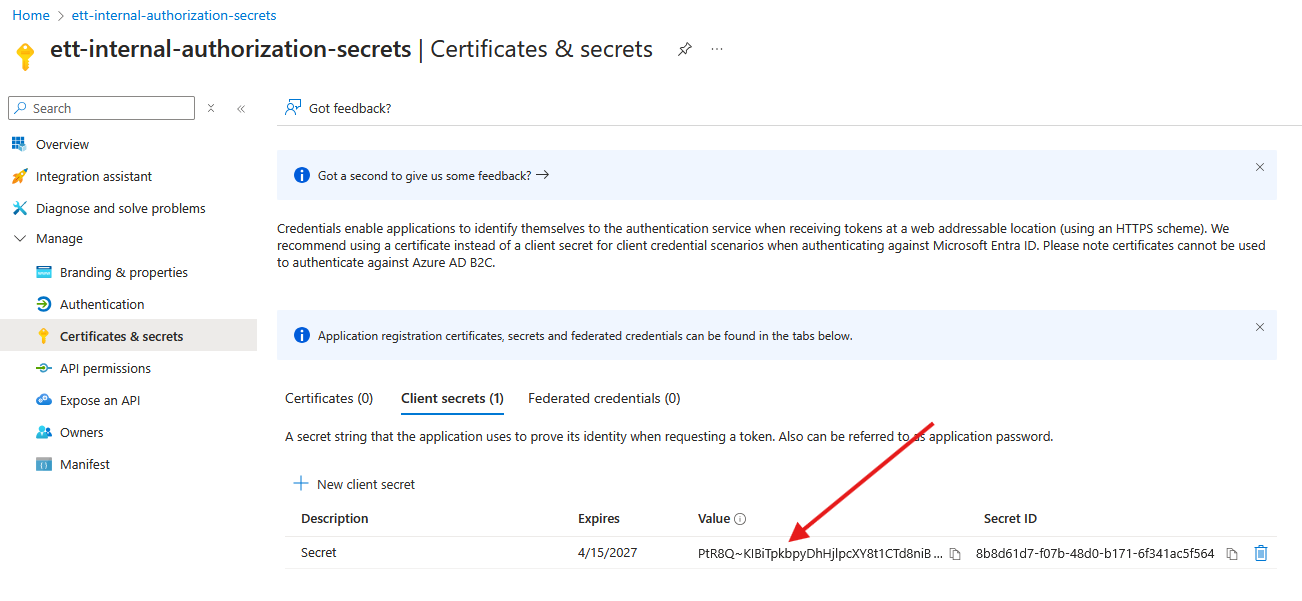 Home > ett-internal-authorization-secrets
ett-internal-authorization-secrets | Certificates & secrets ...
Search
Got feedback?
Overview
Integration assistant
Diagnose and solve problems
Manage
Branding & properties
Authentication
Certificates & secrets
API permissions
Expose an API
Owners
Manifest
Got a second to give us some feedback? →
Credentials enable applications to identify themselves to the authentication service when receiving tokens at a web addressable location (using an HTTPS scheme). We
recommend using a certificate instead of a client secret for client credential scenarios when authenticating against Microsoft Entra ID. Please note certificates cannot be used
to authenticate against Azure AD B2C.
Application registration certificates, secrets and federated credentials can be found in the tabs below.
Certificates (0) Client secrets (1) Federated credentials (0)
A secret string that the application uses to prove its identity when requesting a token. Also can be referred to as application password.
New client secret
Description Expires Value Secret ID
Secret 4/15/2027 PtR8Q~KIBiTpkbpyDhHjlpcXY8t1CTd8niB... 8b8d61d7-f07b-48d0-b171-6f341ac5f564